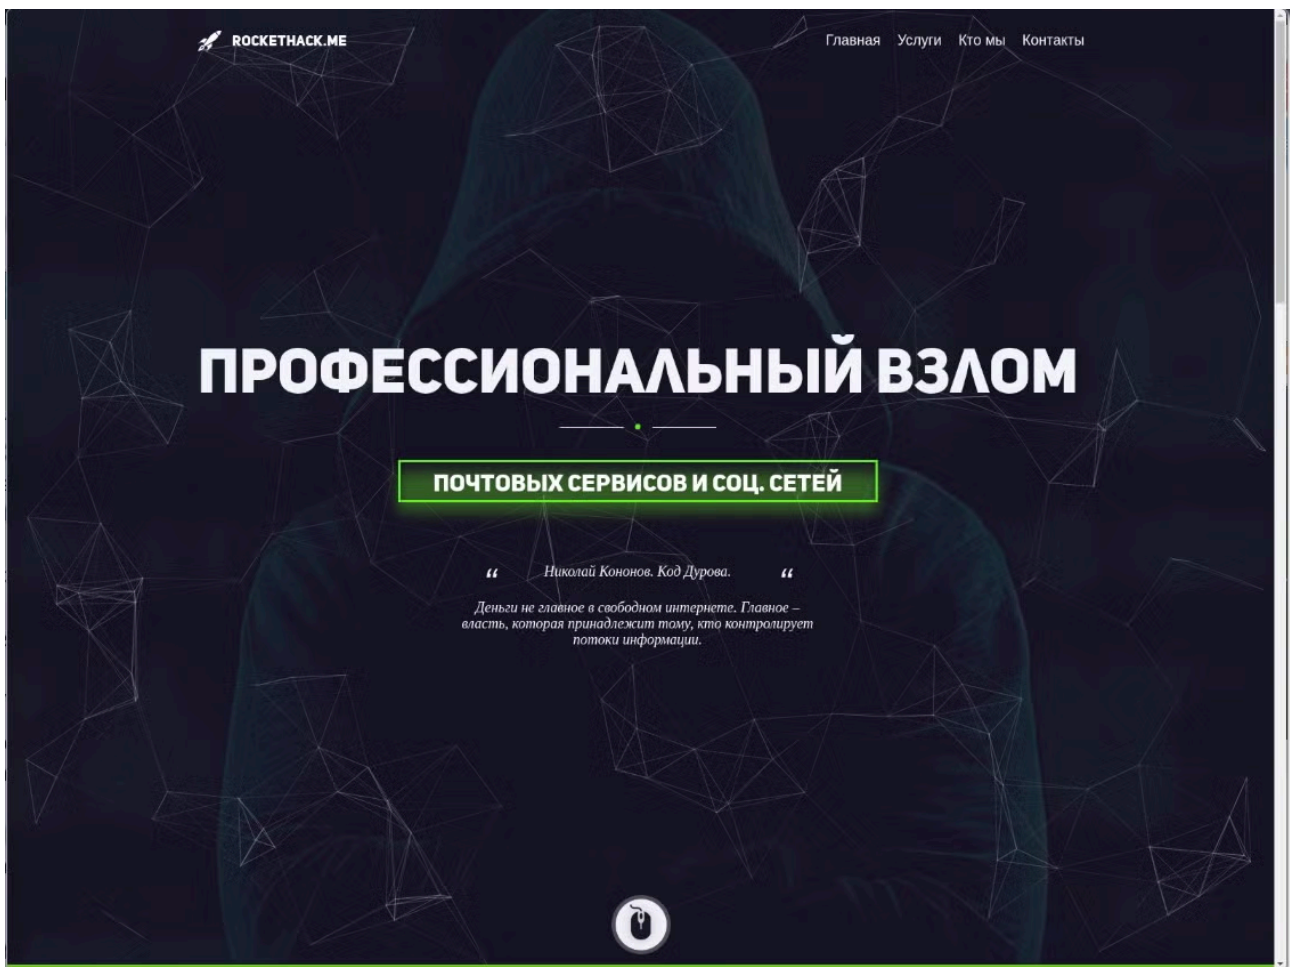 ROCKETHACK.ME
Главная Услуги Кто мы Контакты
ПРОФЕССИОНАЛЬНЫЙ ВЗЛОМ
ПОЧТОВЫХ СЕРВИСОВ И СОЦ. СЕТЕЙ
“ Николай Кононов. Код Дурова. “
Деньги не главное в свободном интернете. Главное –
власть, которая принадлежит тому, кто контролирует
потоки информации.